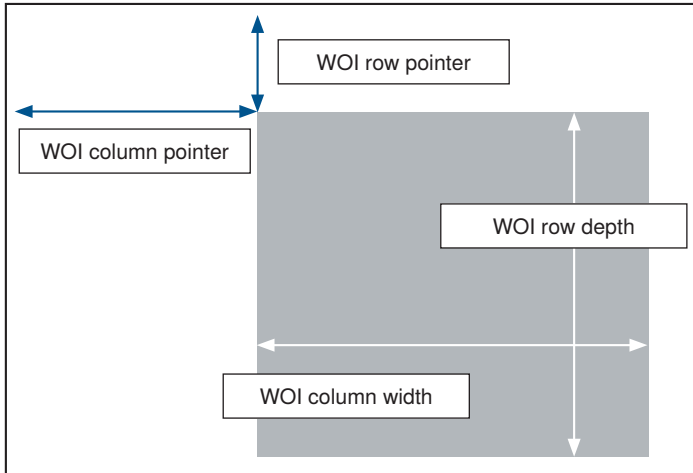 WOI row pointer
WOI column pointer
WOI row depth
WOI column width